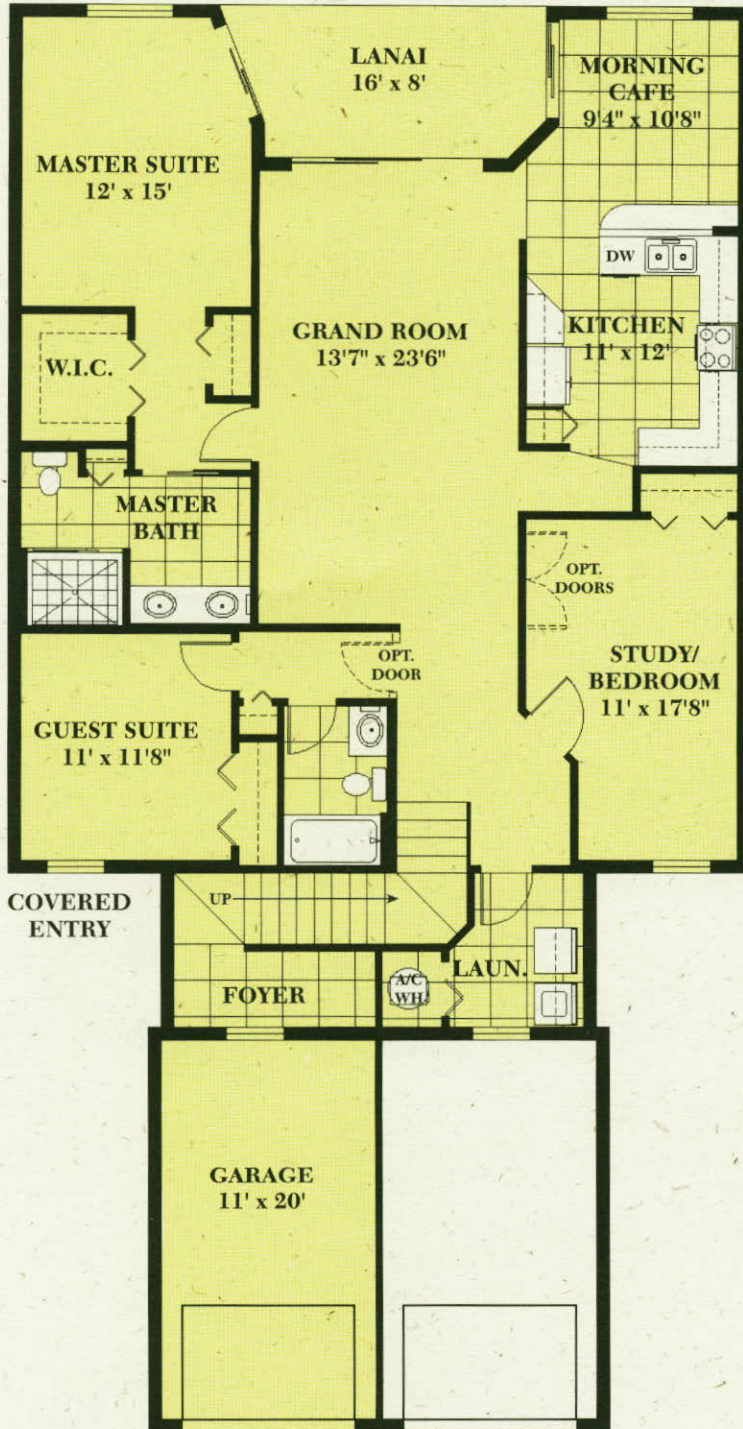 LANAI
16' x 8'
MORNING
CAFE
9'4" x 10'8"
MASTER SUITE
12' x 15'
DW
GRAND ROOM
13'7" x 23'6"
KITCHEN
11' x 12'
W.I.C.
MASTER
BATH
OPT.
DOORS
OPT.
DOOR
STUDY/
BEDROOM
11' x 17'8"
GUEST SUITE
11' x 11'8"
COVERED
ENTRY
UP
FOYER
A/C
WH.
LAUN.
GARAGE
11' x 20'